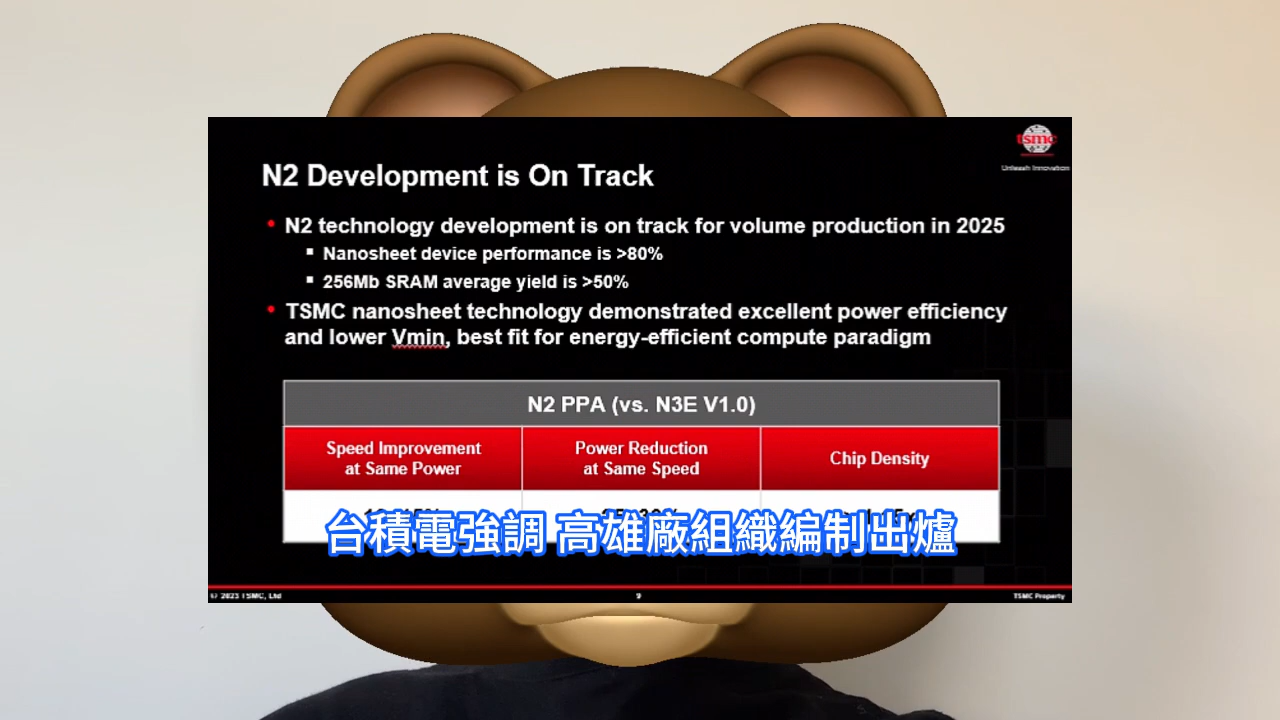 tsmc
Unleash Innovation
N2 Development is On Track
• N2 technology development is on track for volume production in 2025
▪ Nanosheet device performance is >80%
▪ 256Mb SRAM average yield is >50%
• TSMC nanosheet technology demonstrated excellent power efficiency
and lower Vmin, best fit for energy-efficient compute paradigm
N2 PPA (vs. N3E V1.0)
Speed Improvement
at Same Power
Power Reduction
at Same Speed
Chip Density
台積電強調 高雄廠組織編制出爐
© 2023 TSMC, Ltd
9
TSMC Property